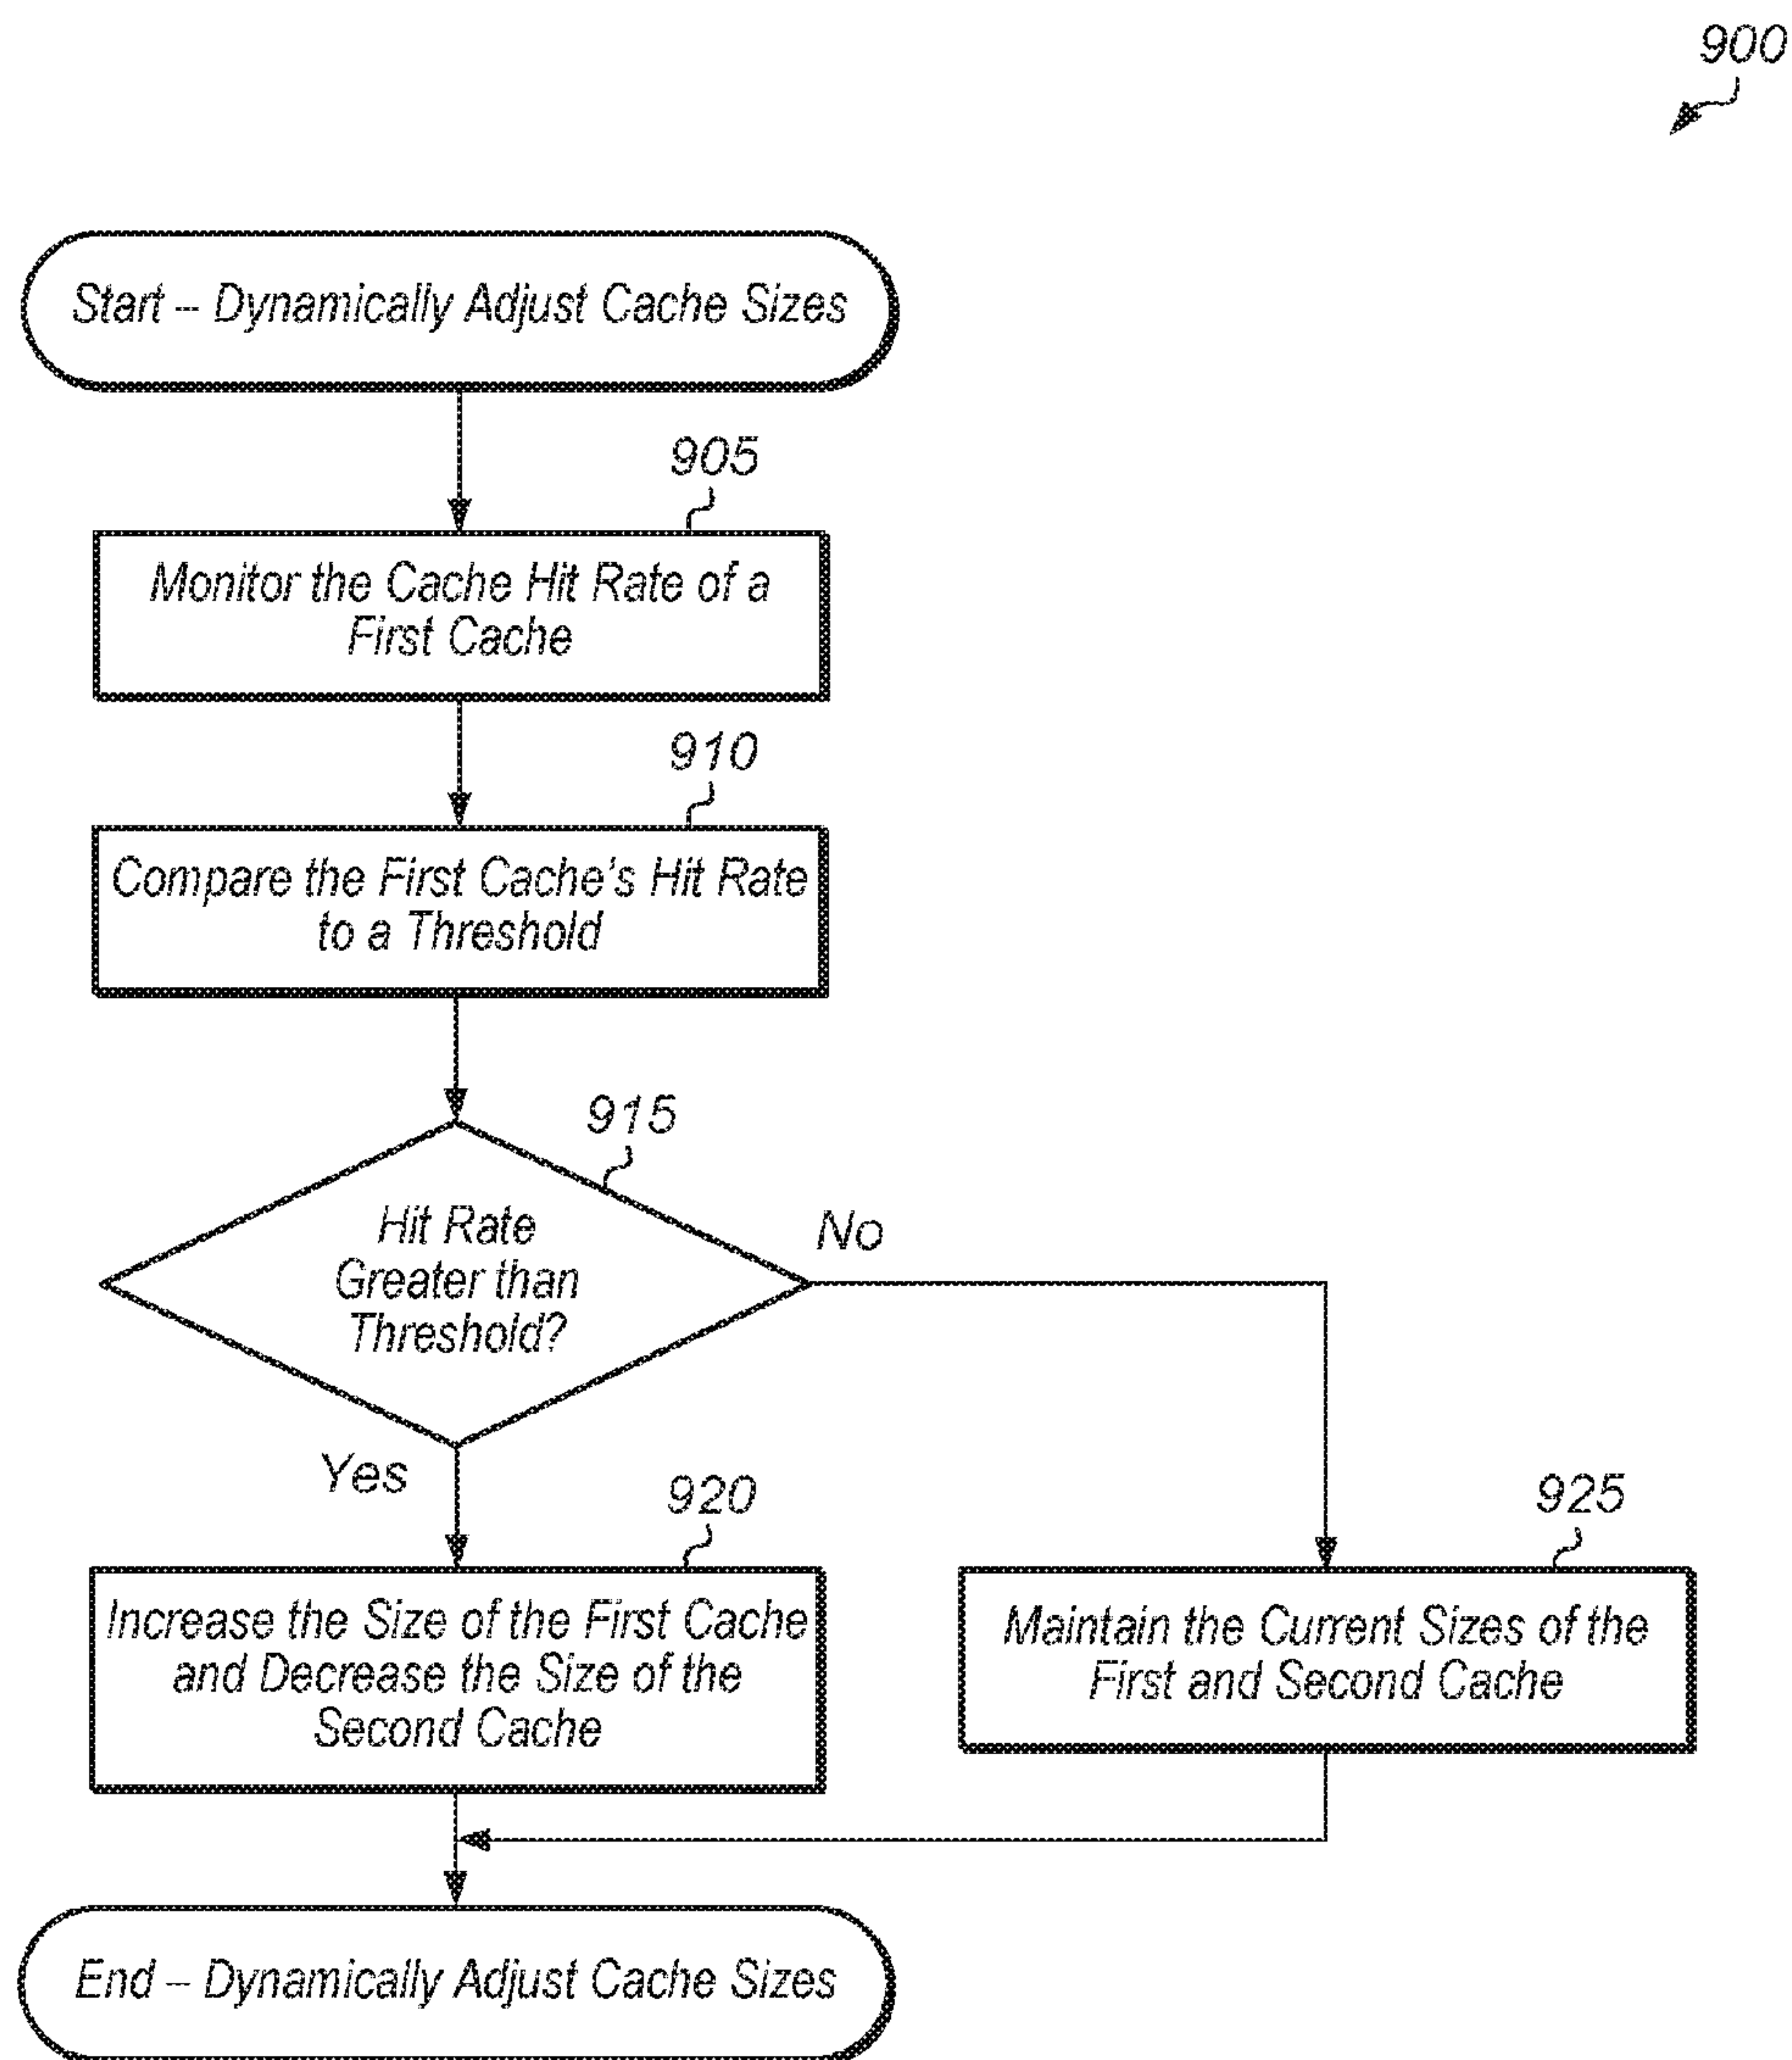 900
Start -- Dynamically Adjust Cache Sizes
905
Monitor the Cache Hit Rate of a
First Cache
910
Compare the First Cache's Hit Rate
to a Threshold
915
Hit Rate
Greater than
Threshold?
No
Yes
920
Increase the Size of the First Cache
and Decrease the Size of the
Second Cache
925
Maintain the Current Sizes of the
First and Second Cache
End -- Dynamically Adjust Cache Sizes